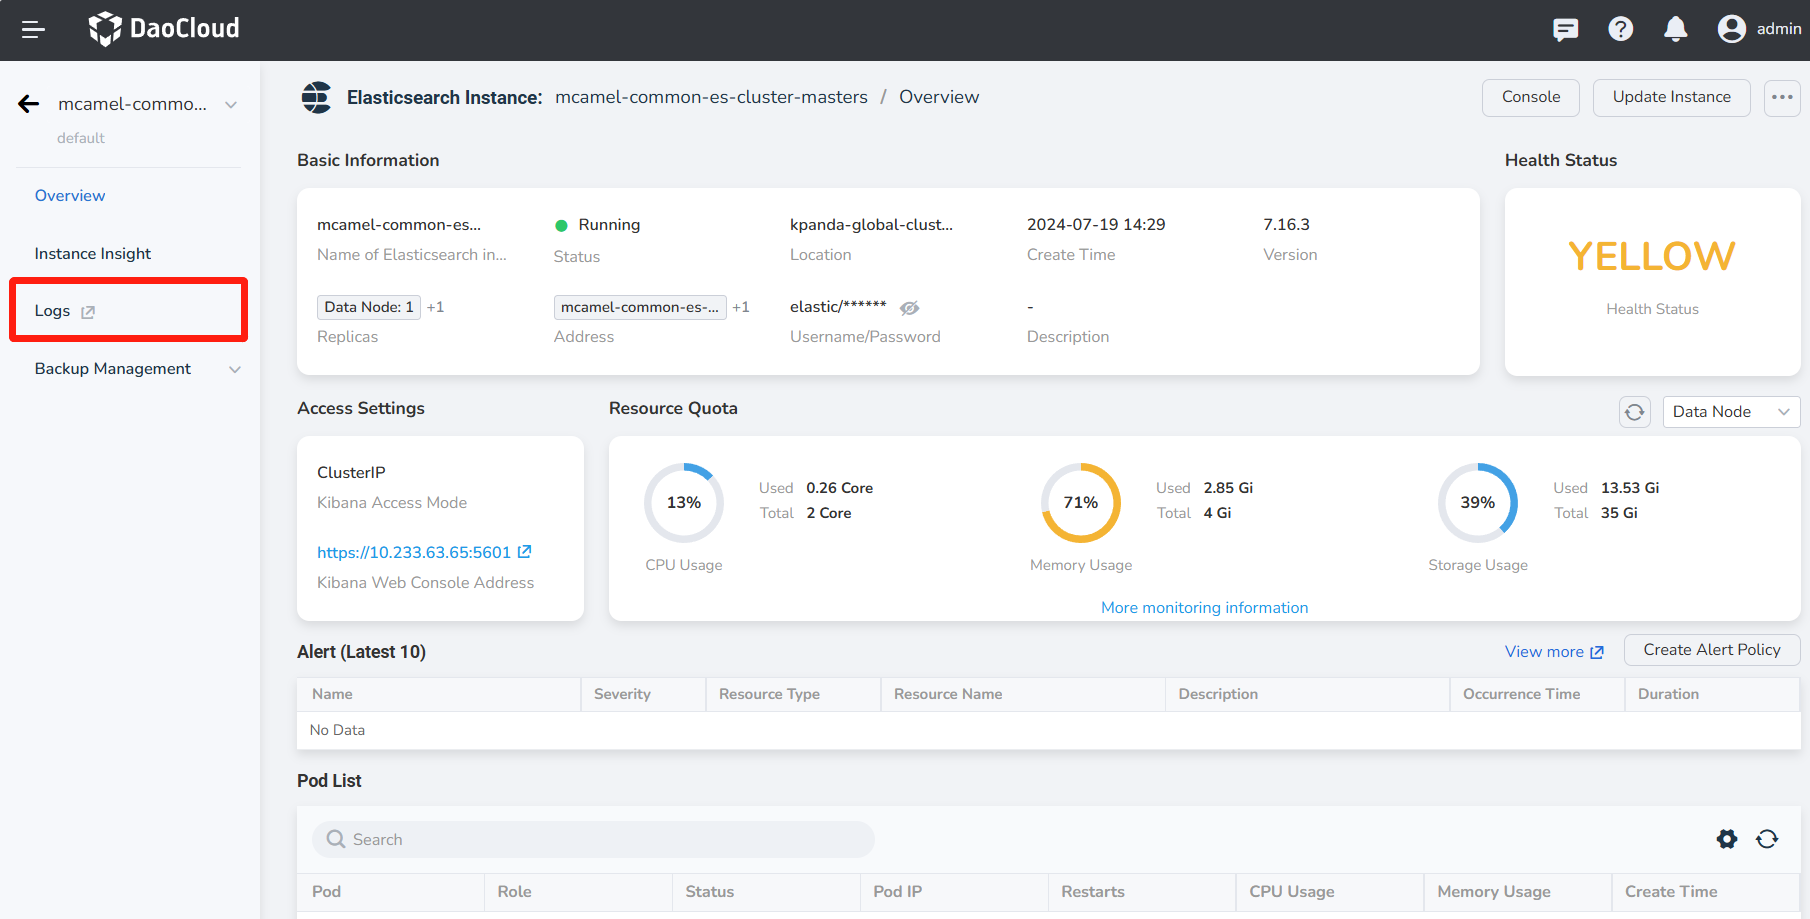 DaoCloud
admin
mcamel-commo...
default
Overview
Instance Insight
Logs
Backup Management
Elasticsearch Instance: mcamel-common-es-cluster-masters / Overview
Console
Update Instance
Basic Information
mcamel-common-es...
Name of Elasticsearch in...
Running
Status
kpanda-global-clust...
Location
2024-07-19 14:29
Create Time
7.16.3
Version
Data Node: 1 +1
Replicas
mcamel-common-es-... +1
Address
elastic/******
Username/Password
-
Description
Health Status
YELLOW
Health Status
Access Settings
ClusterIP
Kibana Access Mode
https://10.233.63.65:5601
Kibana Web Console Address
Resource Quota
Data Node
13%
CPU Usage
Used 0.26 Core
Total 2 Core
71%
Memory Usage
Used 2.85 Gi
Total 4 Gi
39%
Storage Usage
Used 13.53 Gi
Total 35 Gi
More monitoring information
Alert (Latest 10)
View more
Create Alert Policy
Name Severity Resource Type Resource Name Description Occurrence Time Duration
No Data
Pod List
Search
Pod Role Status Pod IP Restarts CPU Usage Memory Usage Create Time